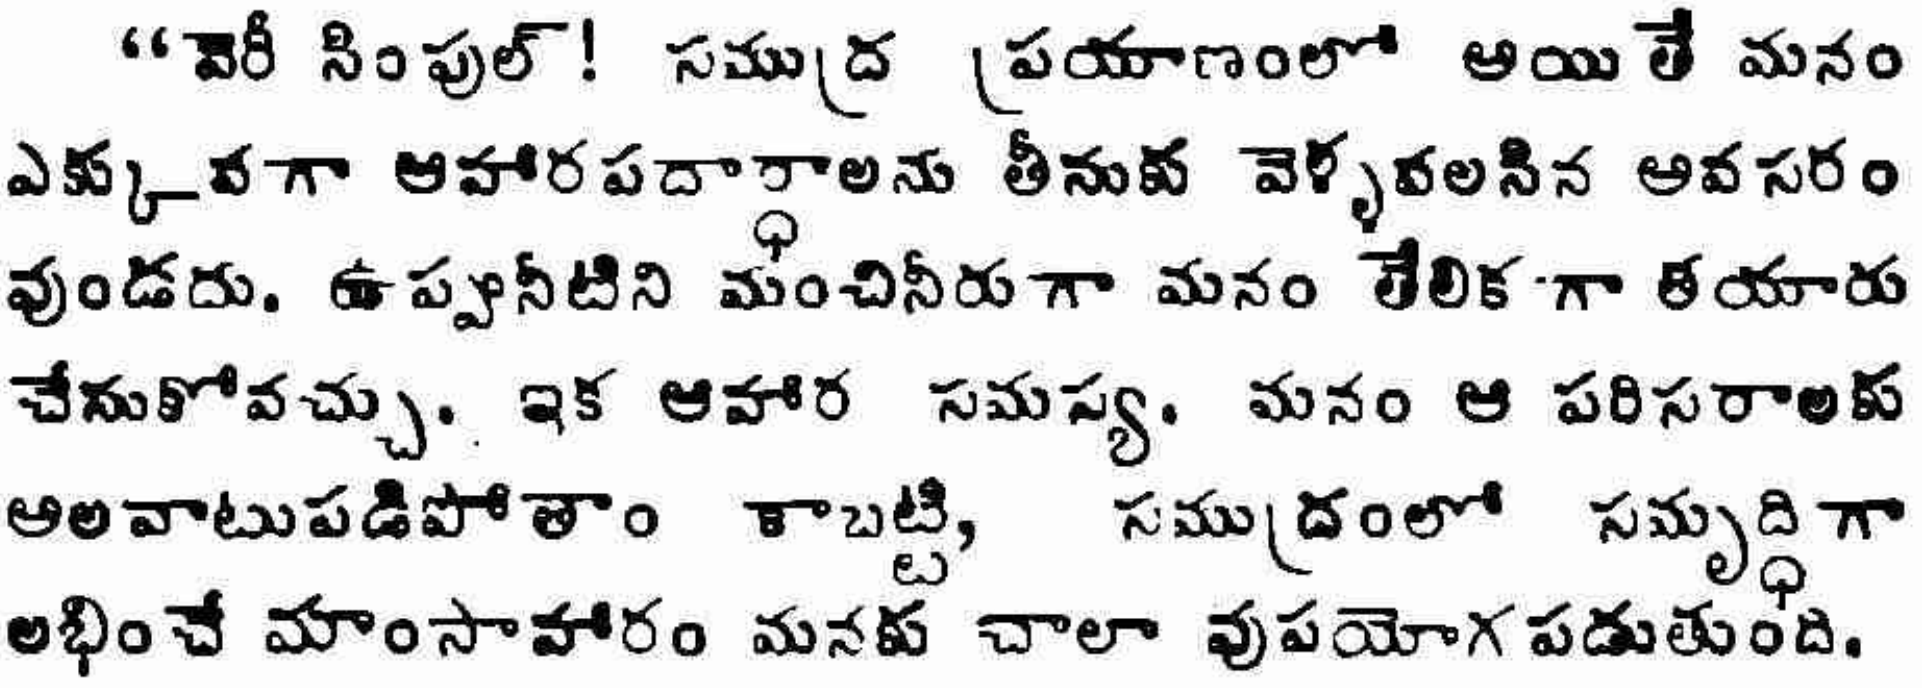 “వెరీ సింపుల్! సముద్ర ప్రయాణంలో అయితే మనం
ఎక్కువగా ఆహారపదార్ధాలను తీసుకు వెళ్ళవలసిన అవసరం
వుండదు. ఉప్పునీటిని మంచినీరుగా మనం తేలికగా తయారు
చేసుకోవచ్చు. ఇక ఆహార సమస్య. మనం ఆ పరిసరాలకు
అలవాటుపడిపోతాం కాబట్టి, సముద్రంలో సమృద్ధిగా
లభించే మాంసాహారం మనకు చాలా వుపయోగపడుతుంది.